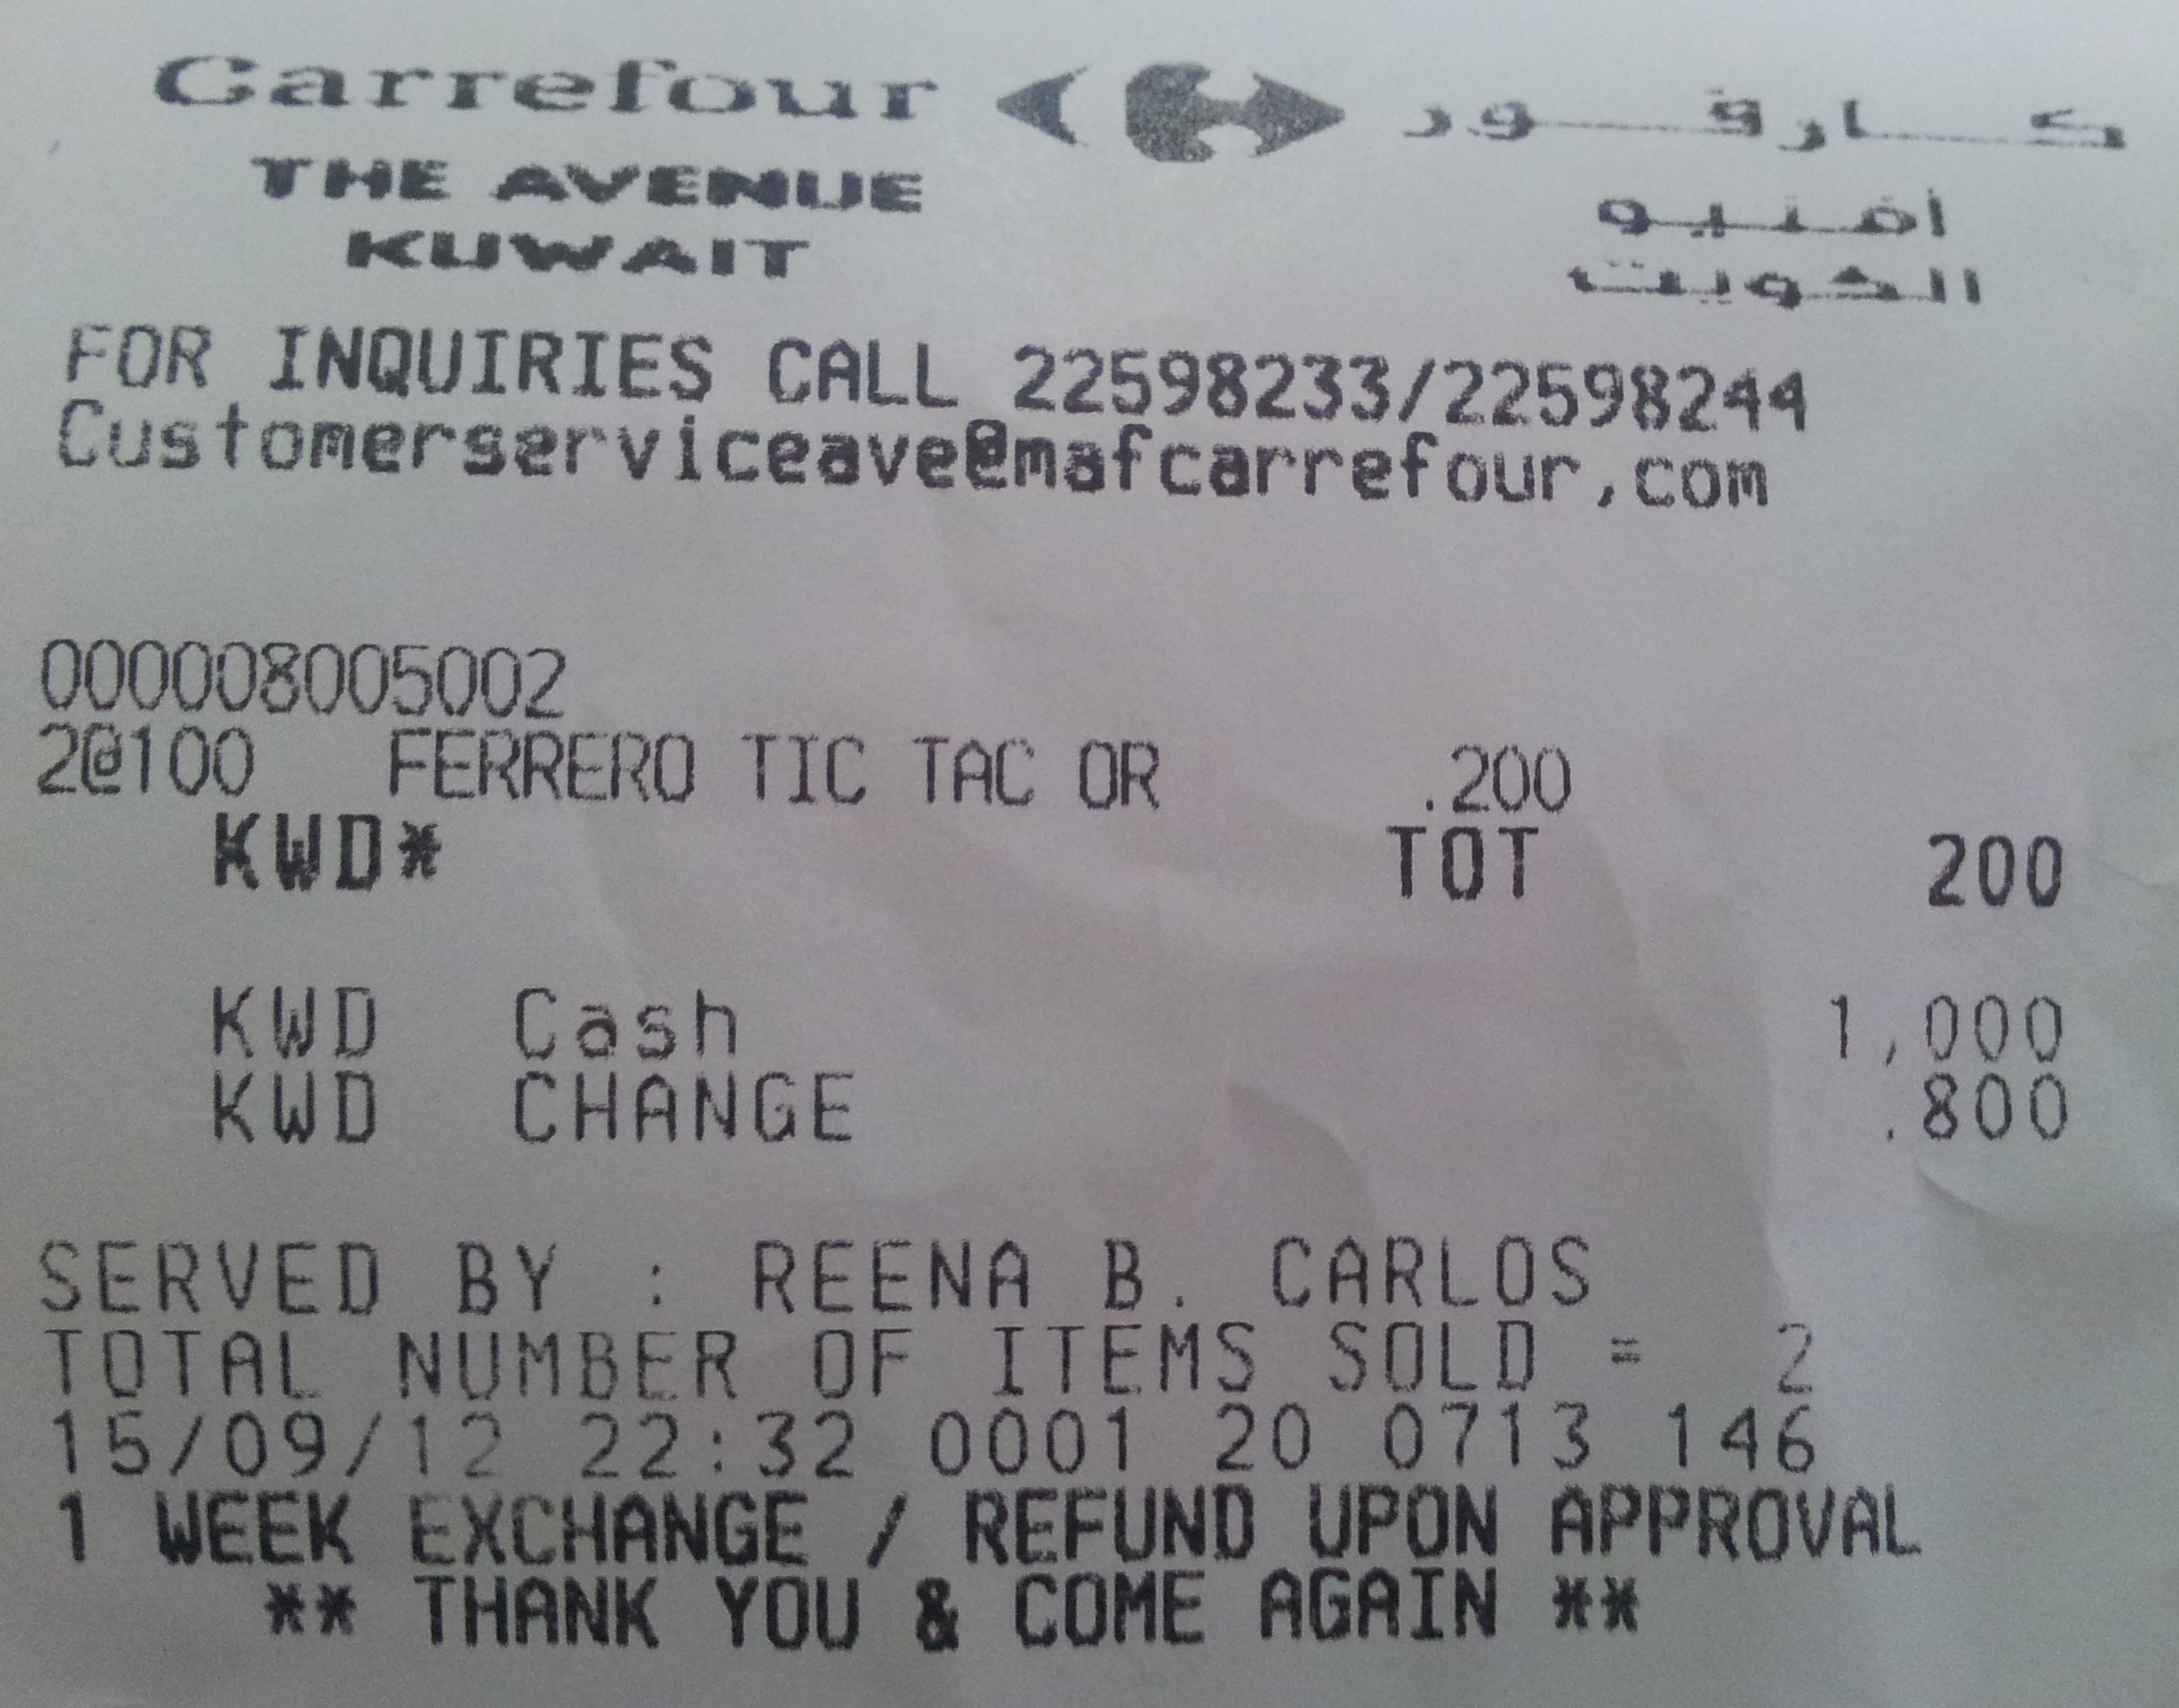 Carrefour كارفور
THE AVENUE أفنيو
KUWAIT الكويت
FOR INQUIRIES CALL 22598233/22598244
Customerserviceave@mafcarrefour,com
000008005002
2@100 FERRERO TIC TAC OR .200
KWD* TOT 200
KWD Cash 1,000
KWD CHANGE .800
SERVED BY : REENA B. CARLOS
TOTAL NUMBER OF ITEMS SOLD = 2
15/09/12 22:32 0001 20 0713 146
1 WEEK EXCHANGE / REFUND UPON APPROVAL
** THANK YOU & COME AGAIN **